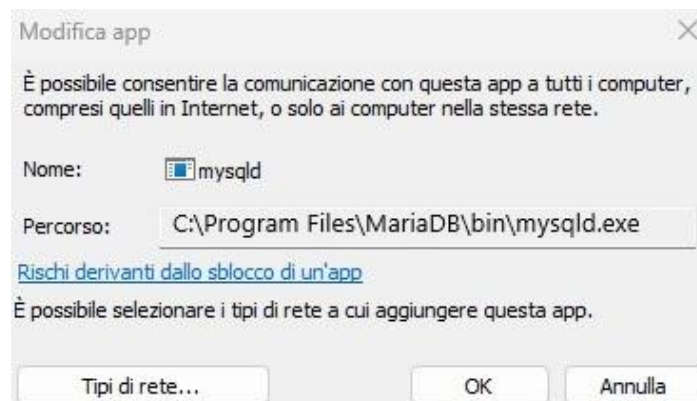 Modifica app
È possibile consentire la comunicazione con questa app a tutti i computer,
compresi quelli in Internet, o solo ai computer nella stessa rete.
Nome: mysqld
Percorso: C:\Program Files\MariaDB\bin\mysqld.exe
Rischi derivanti dallo sblocco di un'app
È possibile selezionare i tipi di rete a cui aggiungere questa app.
Tipi di rete... OK Annulla